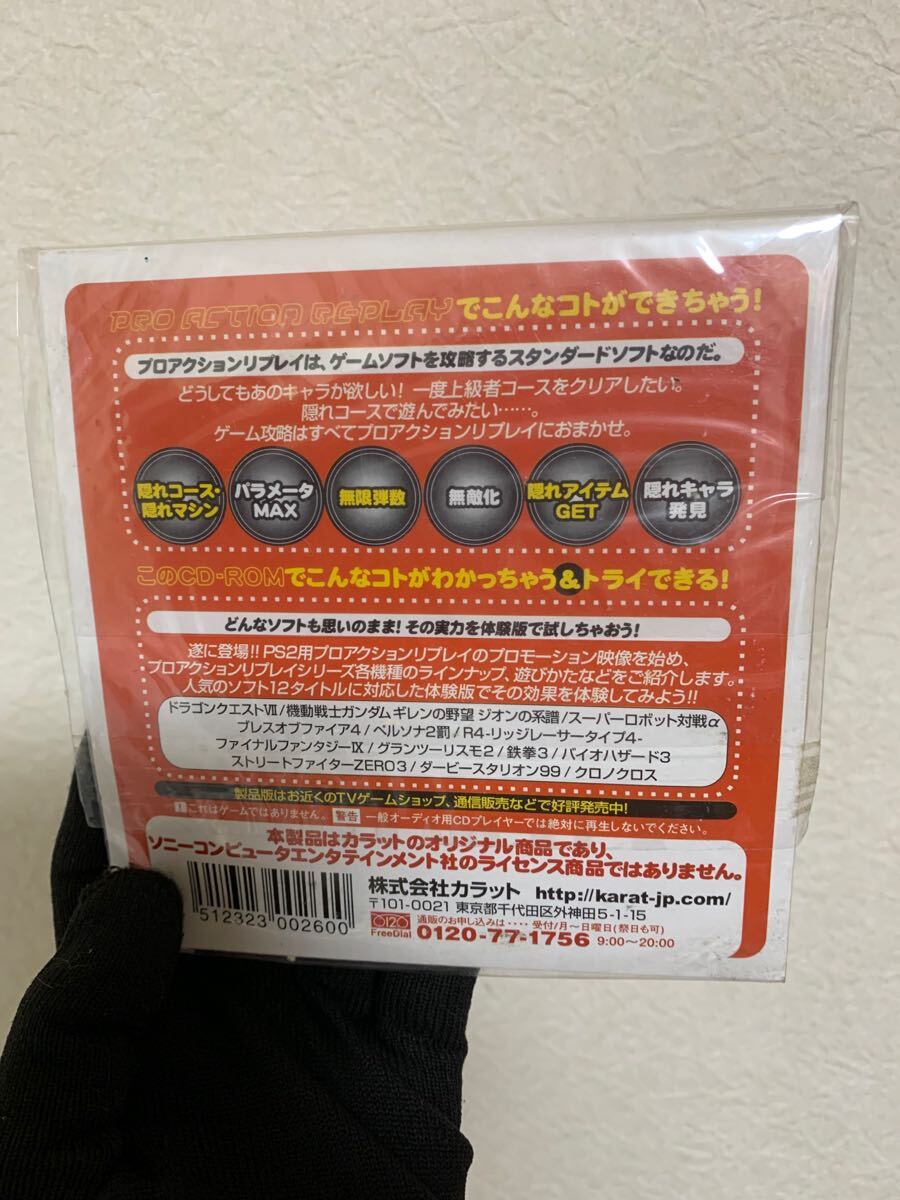 PRO ACTION REPLAYでこんなコトができちゃう!
プロアクションリプレイは、ゲームソフトを攻略するスタンダードソフトなのだ。
どうしてもあのキャラが欲しい! 一度上級者コースをクリアしたい。
隠れコースで遊んでみたい……。
ゲーム攻略はすべてプロアクションリプレイにおまかせ。
隠れコース・
隠れマシン
パラメータ
MAX
無限弾数
無敵化
隠れアイテム
GET
隠れキャラ
発見
このCD-ROMでこんなコトがわかっちゃう&トライできる!
どんなソフトも思いのまま! その実力を体験版で試しちゃおう!
遂に登場!! PS2用プロアクションリプレイのプロモーション映像を始め、
プロアクションリプレイシリーズ各機種のラインナップ、遊びかたなどをご紹介します。
人気のソフト12タイトルに対応した体験版でその効果を体験してみよう!!
ドラゴンクエストⅦ/機動戦士ガンダム ギレンの野望 ジオンの系譜/スーパーロボット対戦α
ブレスオブファイア4/ペルソナ2罰/R4-リッジレーサータイプ4-
ファイナルファンタジーⅨ/グランツーリスモ2/鉄拳3/バイオハザード3
ストリートファイターZERO3/ダービースタリオン99/クロノクロス
製品版はお近くのTVゲームショップ、通信販売などで好評発売中!
! これはゲームではありません。 警告 一般オーディオ用CDプレイヤーでは絶対に再生しないでください。
本製品はカラットのオリジナル商品であり、
ソニーコンピュータエンタテインメント社のライセンス商品ではありません。
株式会社カラット http://karat-jp.com/
〒101-0021 東京都千代田区外神田5-1-15
0120 FreeDial 通販のお申し込みは‥‥ 受付/月〜日曜日(祭日も可)
0120-77-1756 9:00〜20:00
512323 002600